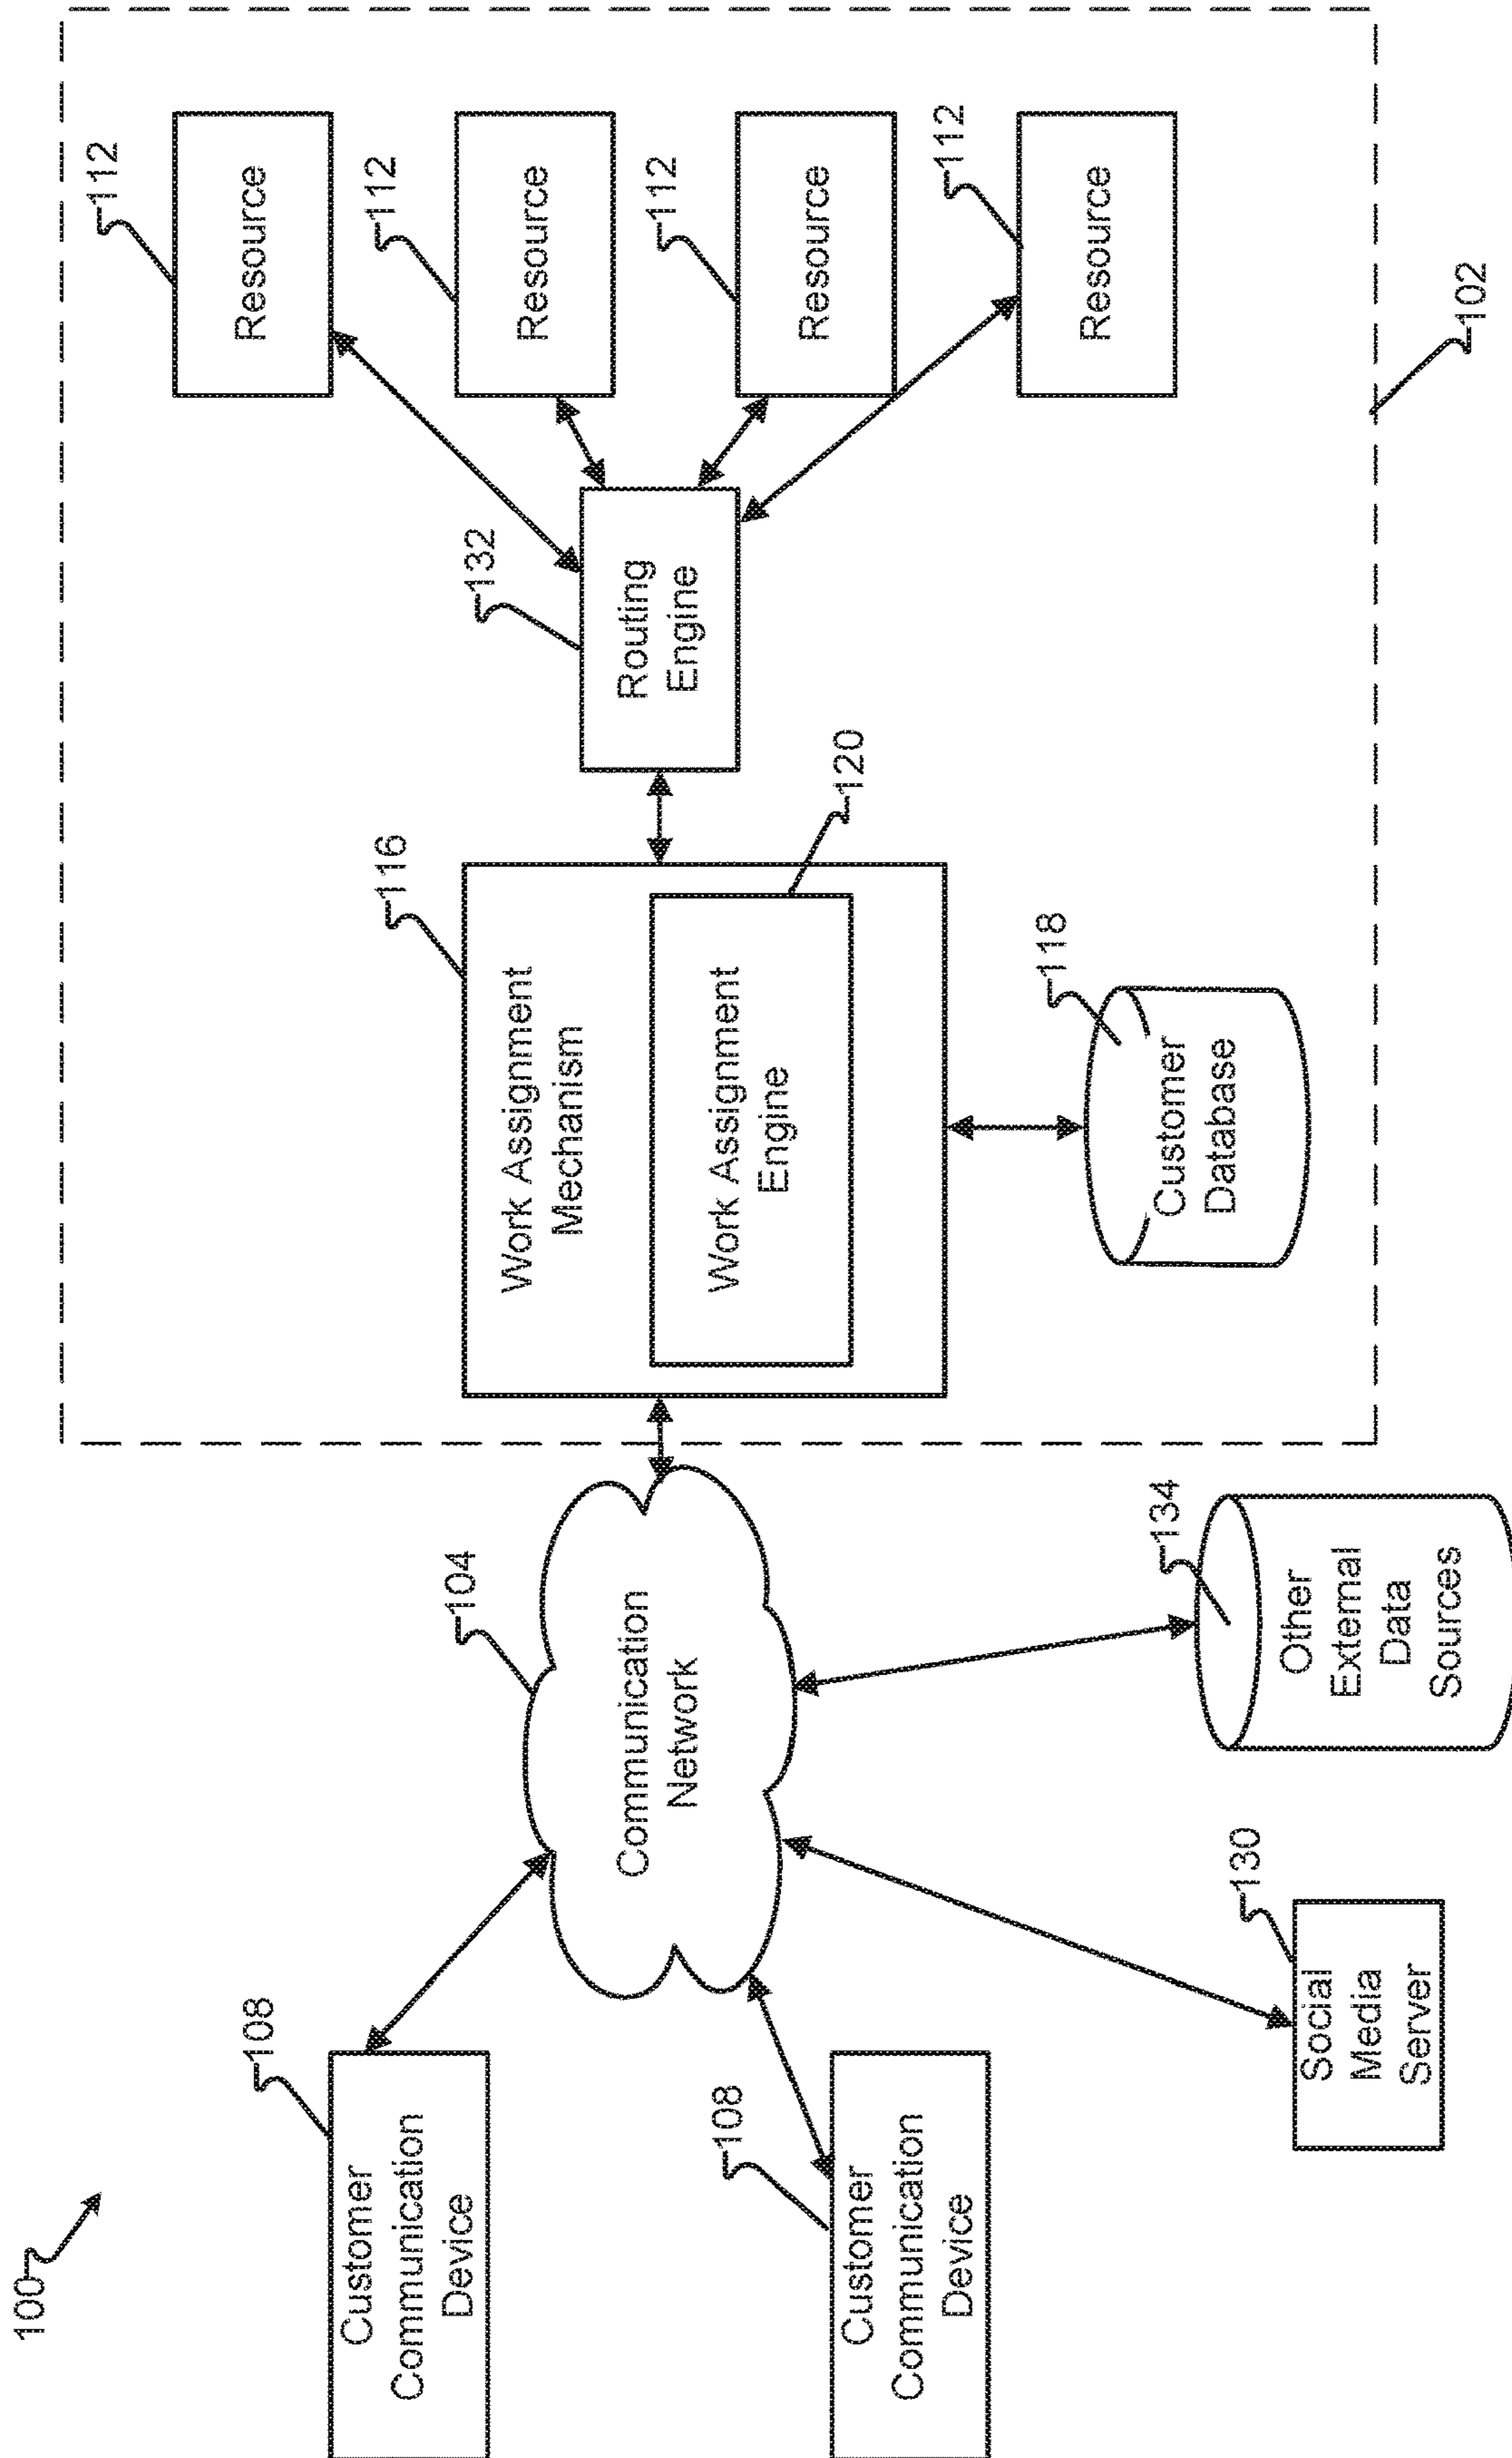 100
108
Customer
Communication
Device
108
Customer
Communication
Device
104
Communication
Network
130
Social
Media
Server
134
Other
External
Data
Sources
116
Work Assignment
Mechanism
Work Assignment
Engine
120
118
Customer
Database
132
Routing
Engine
112
Resource
112
Resource
112
Resource
112
Resource
102